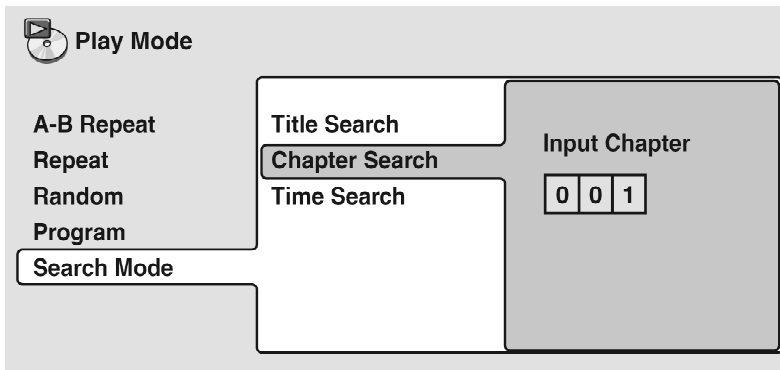 Play Mode
A-B Repeat
Repeat
Random
Program
Search Mode
Title Search
Chapter Search
Time Search
Input Chapter
0 0 1